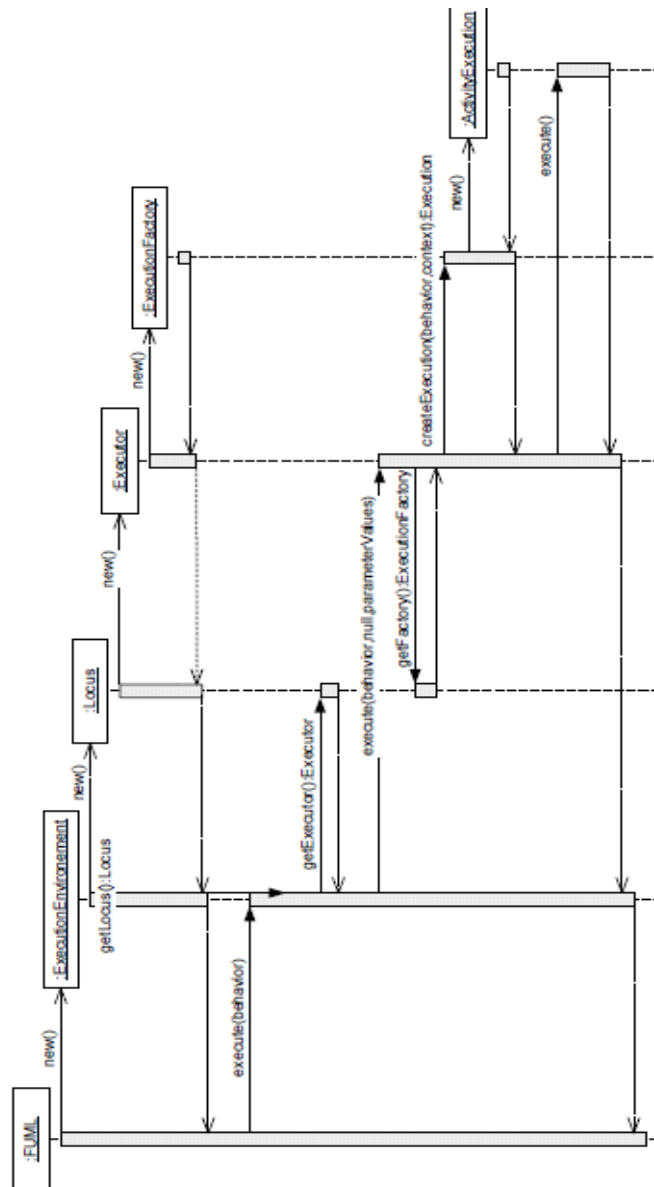 :FUML
new()
:ExecutionEnvironement
new()
:Locus
new()
:Executor
new()
:ExecutionFactory
getLocus():Locus
execute(behavior)
getExecutor():Executor
execute(behavior,null,parameterValues)
getFactory():ExecutionFactory
createExecution(behavior,context):Execution
new()
:ActivityExecution
execute()